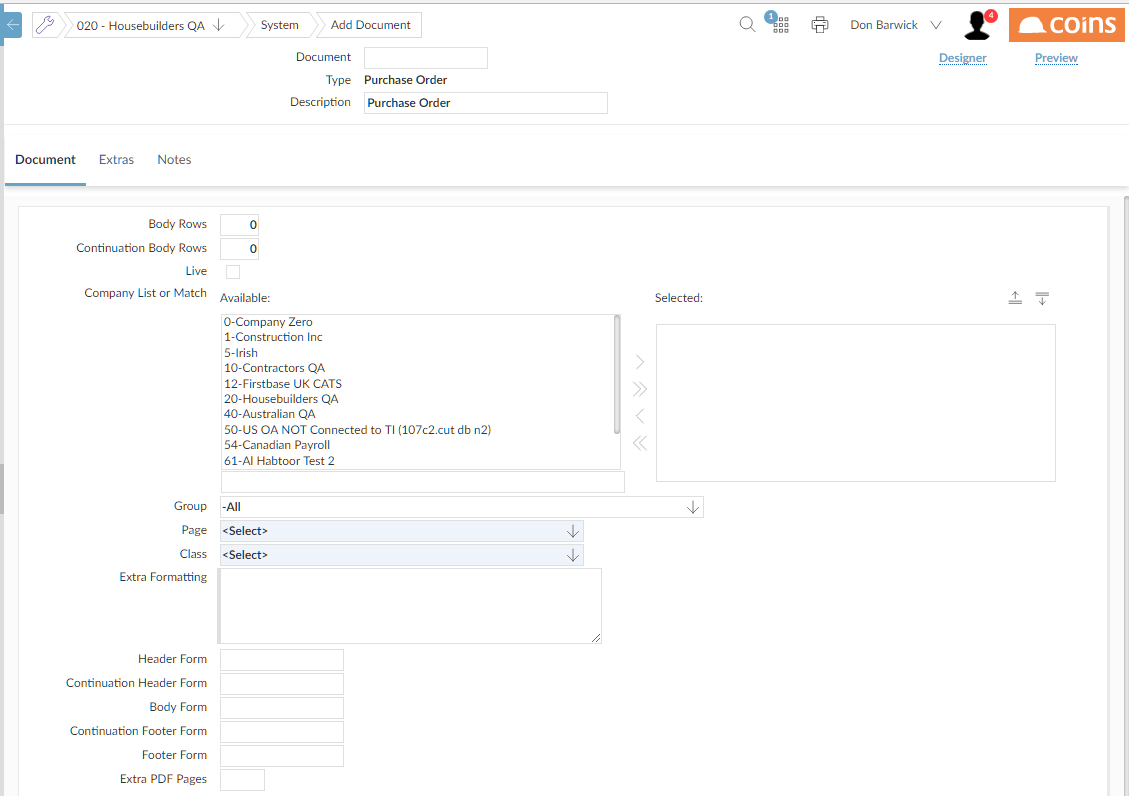 020 - Housebuilders QA
System
Add Document
1
Don Barwick
4
coins
Document
Designer
Preview
Type Purchase Order
Description Purchase Order
Document Extras Notes
Body Rows 0
Continuation Body Rows 0
Live
Company List or Match Available: Selected:
0-Company Zero
1-Construction Inc
5-Irish
10-Contractors QA
12-Firstbase UK CATS
20-Housebuilders QA
40-Australian QA
50-US OA NOT Connected to TI (107c2.cut db n2)
54-Canadian Payroll
61-Al Habtoor Test 2
Group -All
Page <Select>
Class <Select>
Extra Formatting
Header Form
Continuation Header Form
Body Form
Continuation Footer Form
Footer Form
Extra PDF Pages